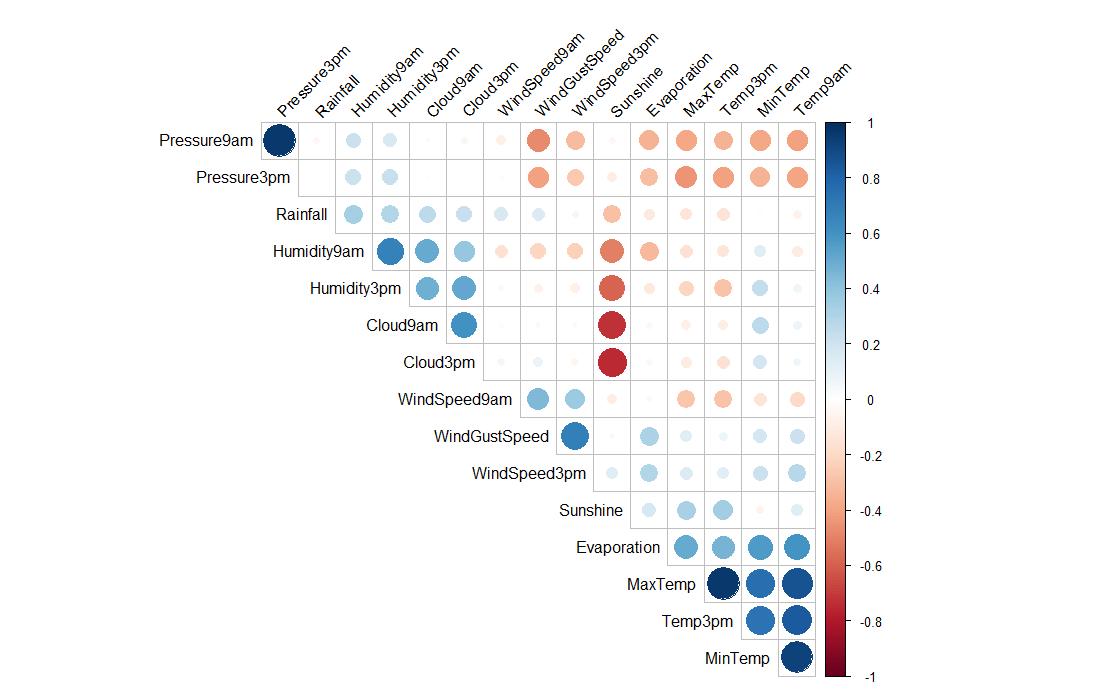 Pressure3pm
Rainfall
Humidity9am
Humidity3pm
Cloud9am
Cloud3pm
WindSpeed9am
WindGustSpeed
WindSpeed3pm
Sunshine
Evaporation
MaxTemp
Temp3pm
MinTemp
Temp9am
Pressure9am
Pressure3pm
Rainfall
Humidity9am
Humidity3pm
Cloud9am
Cloud3pm
WindSpeed9am
WindGustSpeed
WindSpeed3pm
Sunshine
Evaporation
MaxTemp
Temp3pm
MinTemp
1
0.8
0.6
0.4
0.2
0
-0.2
-0.4
-0.6
-0.8
-1